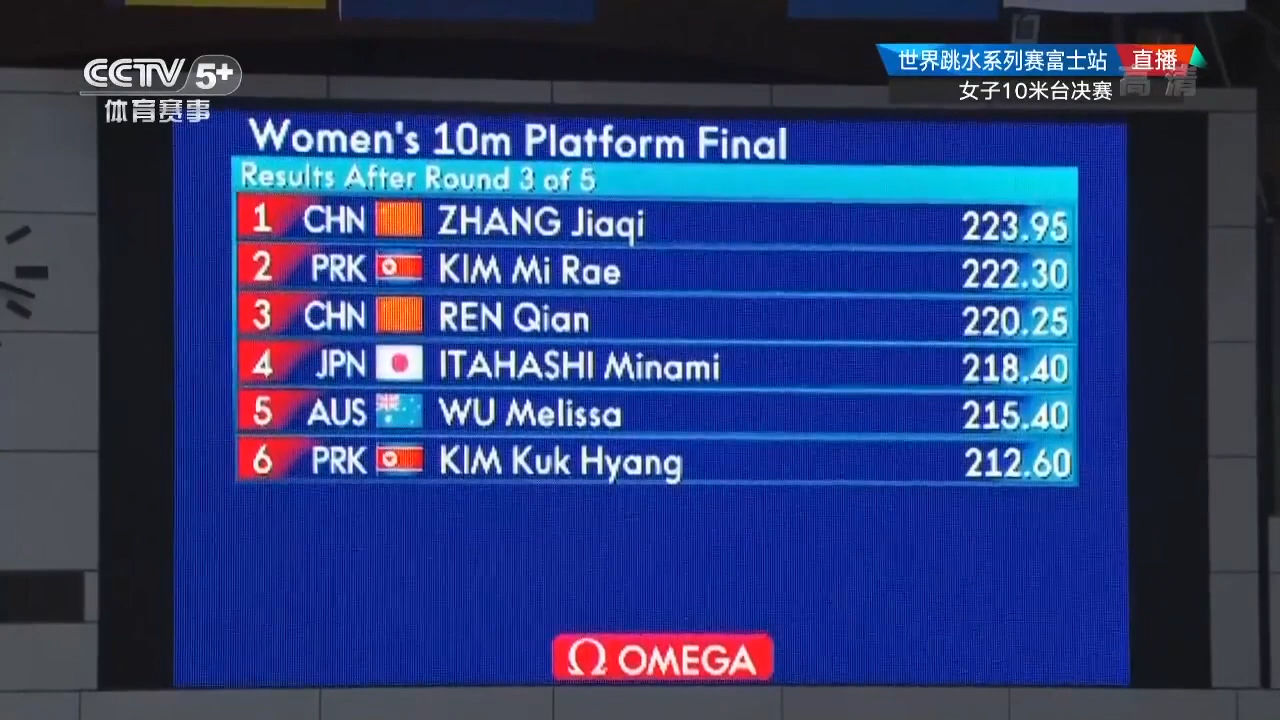 CCTV 5+
体育赛事
世界跳水系列赛富士站 直播
女子10米台决赛 高清
Women's 10m Platform Final
Results After Round 3 of 5
1 CHN ZHANG Jiaqi 223.95
2 PRK KIM Mi Rae 222.30
3 CHN REN Qian 220.25
4 JPN ITAHASHI Minami 218.40
5 AUS WU Melissa 215.40
6 PRK KIM Kuk Hyang 212.60
Ω OMEGA